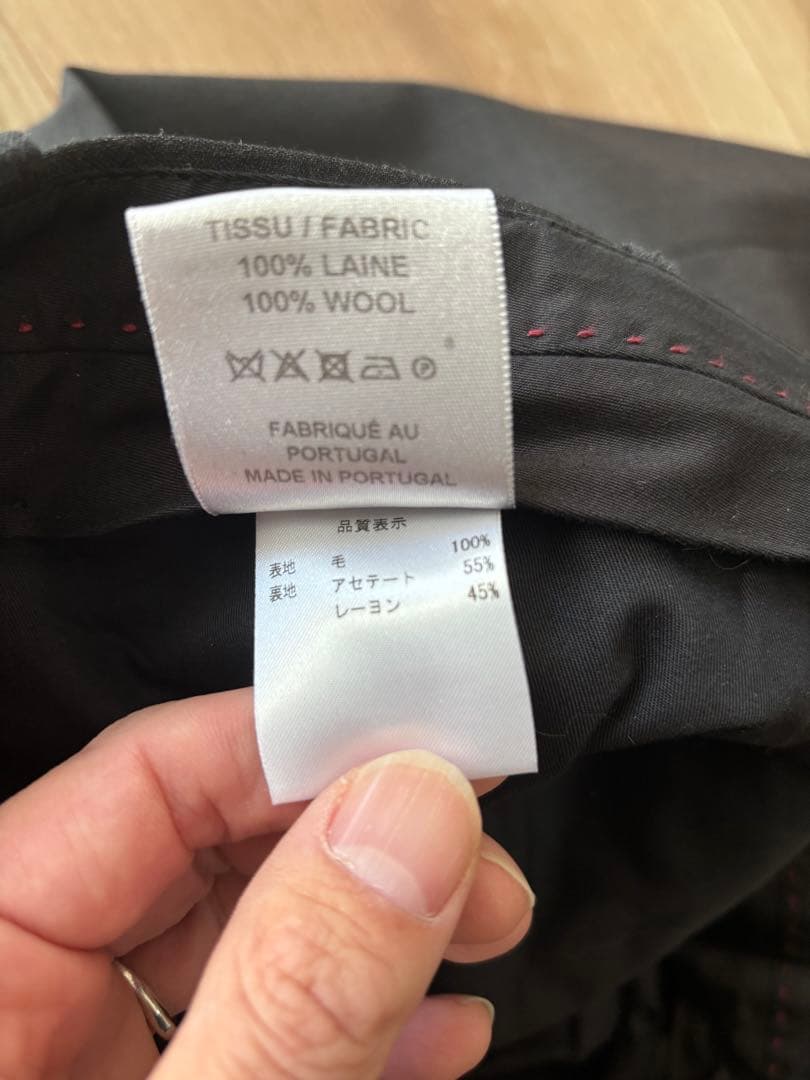 TISSU / FABRIC
100% LAINE
100% WOOL
P
FABRIQUÉ AU
PORTUGAL
MADE IN PORTUGAL
品質表示
表地 毛 100%
裏地 アセテート 55%
レーヨン 45%